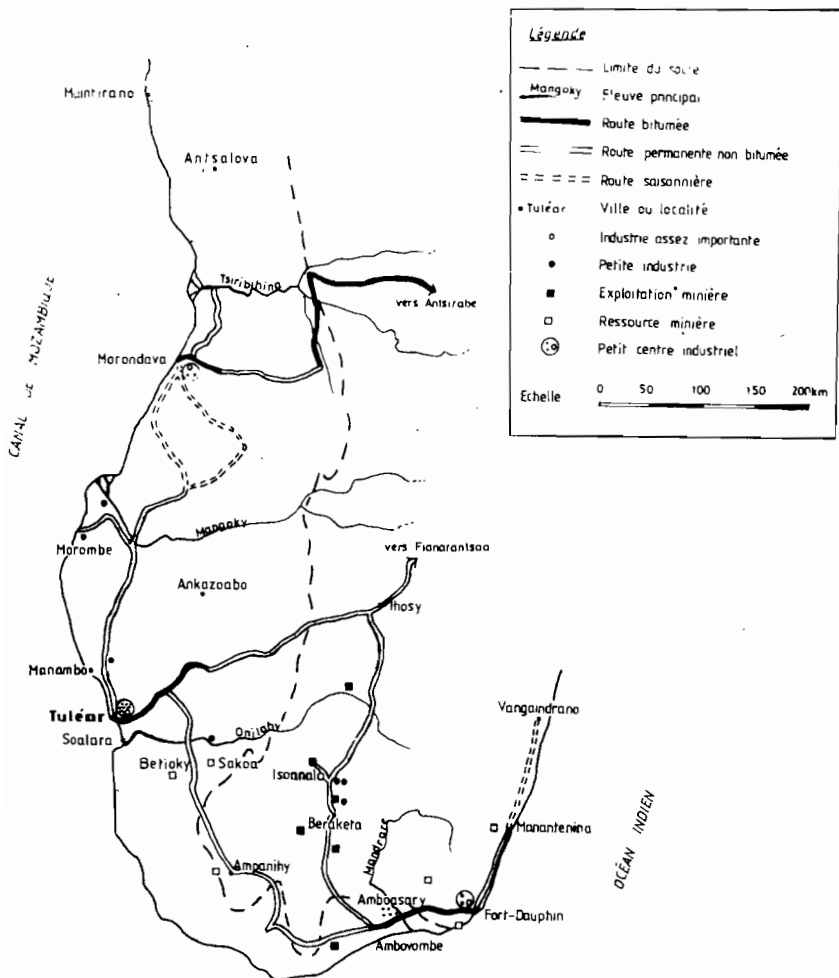 Légende
Limite du socle
Mangoky Fleuve principal
Route bitumée
Route permanente non bitumée
Route saisonnière
Tuléar Ville ou localité
Industrie assez importante
Petite industrie
Exploitation minière
Ressource minière
Petit centre industriel
Echelle 0 50 100 150 200km
Maintirano
Antsalova
Tsiribihina
vers Antsirabe
CANAL DE MOZAMBIQUE
Morondava
Mangoky
Morombe
vers Fianarantsoa
Ankazoabo
Ihosy
Manambo
Tuléar
Vangaindrano
Soalara
Onilahy
Betioky
Sakoa
Isoanala
Beraketa
Mandrare
Manantenina
OCÉAN INDIEN
Ampanihy
Amboasary
Fort-Dauphin
Ambovombe